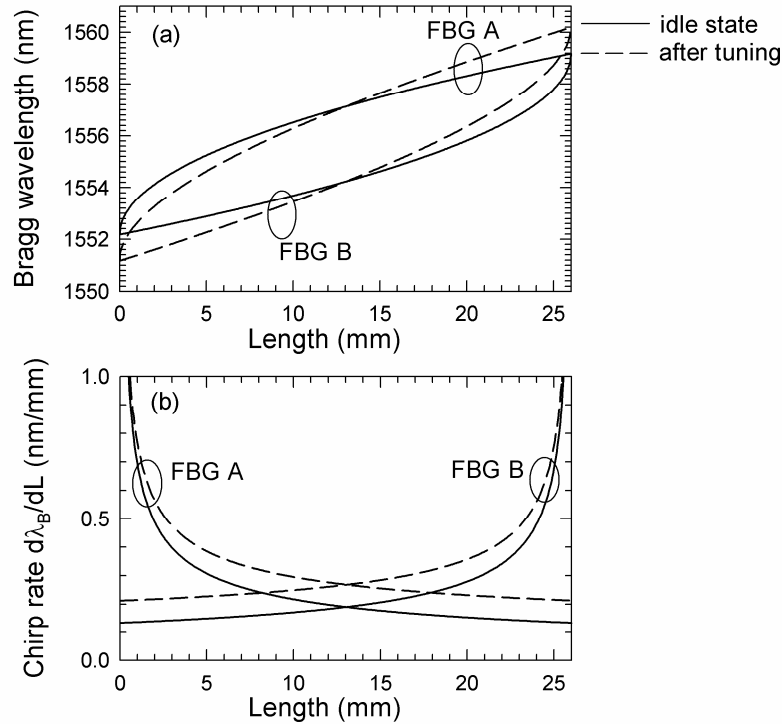 (a)
FBG A
idle state
after tuning
Bragg wavelength (nm)
1560
1558
1556
1554
1552
1550
FBG B
0 5 10 15 20 25
Length (mm)
(b)
Chirp rate dλB/dL (nm/mm)
1.0
0.5
0.0
FBG A
FBG B
0 5 10 15 20 25
Length (mm)